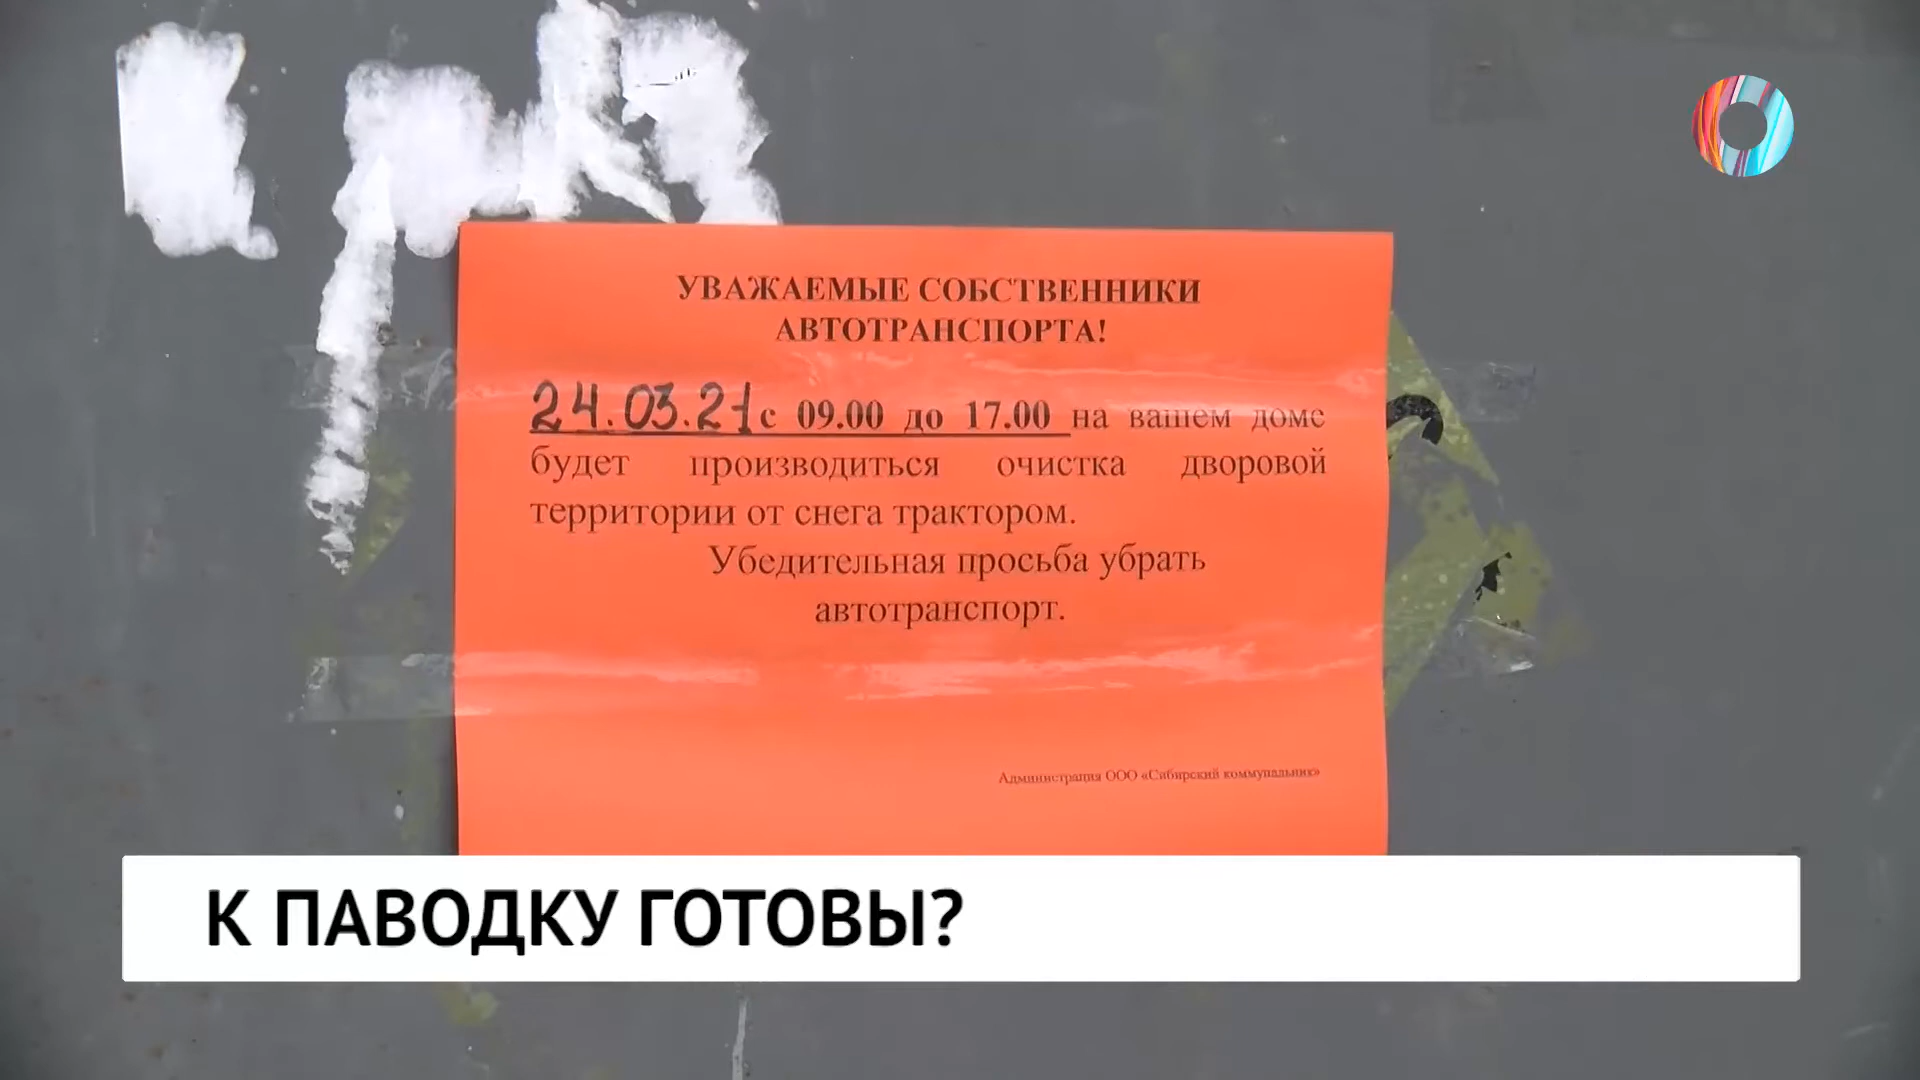 УВАЖАЕМЫЕ СОБСТВЕННИКИ
АВТОТРАНСПОРТА!
24.03.21 с 09.00 до 17.00 на вашем доме
будет производиться очистка дворовой
территории от снега трактором.
Убедительная просьба убрать
автотранспорт.
Администрация ООО «Сибирский коммунальник»
К ПАВОДКУ ГОТОВЫ?